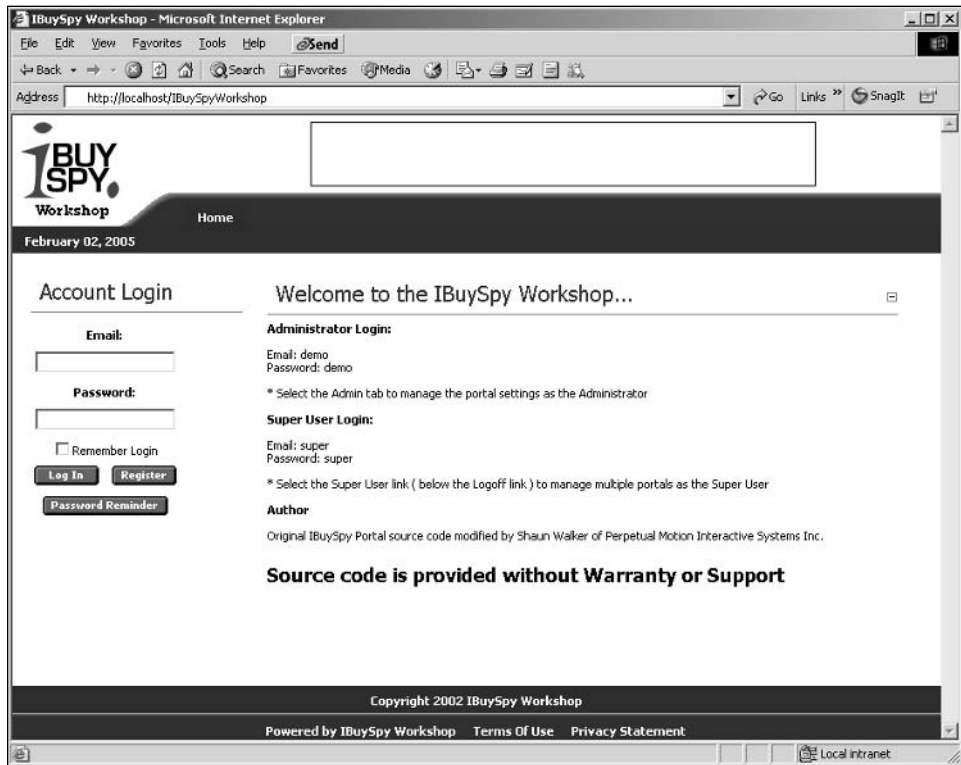 IBuySpy Workshop - Microsoft Internet Explorer
File Edit View Favorites Tools Help Send
Back Search Favorites Media
Address http://localhost/IBuySpyWorkshop Go Links » SnagIt
iBUY
SPY.
Workshop
Home
February 02, 2005
Account Login
Email:
Password:
Remember Login
Log In Register
Password Reminder
Welcome to the IBuySpy Workshop...
Administrator Login:
Email: demo
Password: demo
* Select the Admin tab to manage the portal settings as the Administrator
Super User Login:
Email: super
Password: super
* Select the Super User link ( below the Logoff link ) to manage multiple portals as the Super User
Author
Original IBuySpy Portal source code modified by Shaun Walker of Perpetual Motion Interactive Systems Inc.
Source code is provided without Warranty or Support
Copyright 2002 IBuySpy Workshop
Powered by IBuySpy Workshop Terms Of Use Privacy Statement
Local intranet